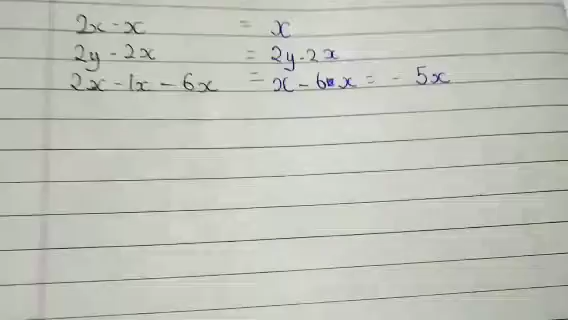 2x - x = x
2y - 2x = 2y - 2x
2x - 1x - 6x = x - 6x = - 5x